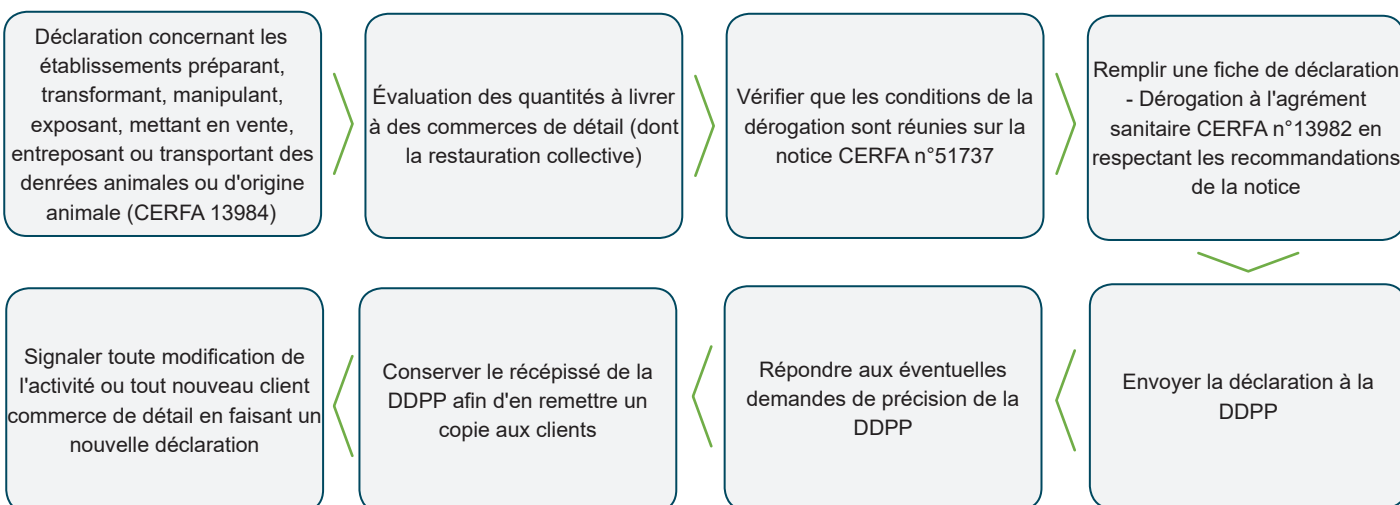 Déclaration concernant les
établissements préparant,
transformant, manipulant,
exposant, mettant en vente,
entreposant ou transportant des
denrées animales ou d'origine
animale (CERFA 13984)
Évaluation des quantités à livrer
à des commerces de détail (dont
la restauration collective)
Vérifier que les conditions de la
dérogation sont réunies sur la
notice CERFA n°51737
Remplir une fiche de déclaration
- Dérogation à l'agrément
sanitaire CERFA n°13982 en
respectant les recommandations
de la notice
Envoyer la déclaration à la
DDPP
Répondre aux éventuelles
demandes de précision de la
DDPP
Conserver le récépissé de la
DDPP afin d'en remettre un
copie aux clients
Signaler toute modification de
l'activité ou tout nouveau client
commerce de détail en faisant un
nouvelle déclaration